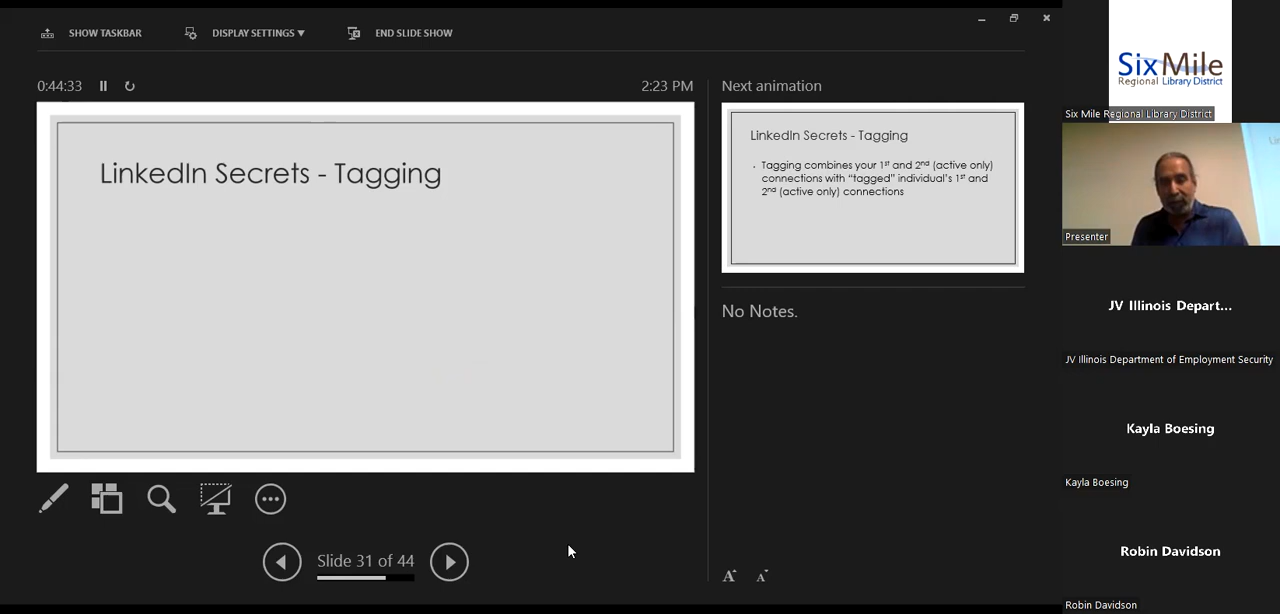 SHOW TASKBAR
DISPLAY SETTINGS ▼
END SLIDE SHOW
0:44:33
2:23 PM
LinkedIn Secrets - Tagging
Slide 31 of 44
Next animation
LinkedIn Secrets - Tagging
· Tagging combines your 1st and 2nd (active only)
connections with “tagged” individual’s 1st and
2nd (active only) connections
No Notes.
A A
SixMile
Regional Library District
Six Mile Regional Library District
Presenter
JV Illinois Depart...
JV Illinois Department of Employment Security
Kayla Boesing
Kayla Boesing
Robin Davidson
Robin Davidson